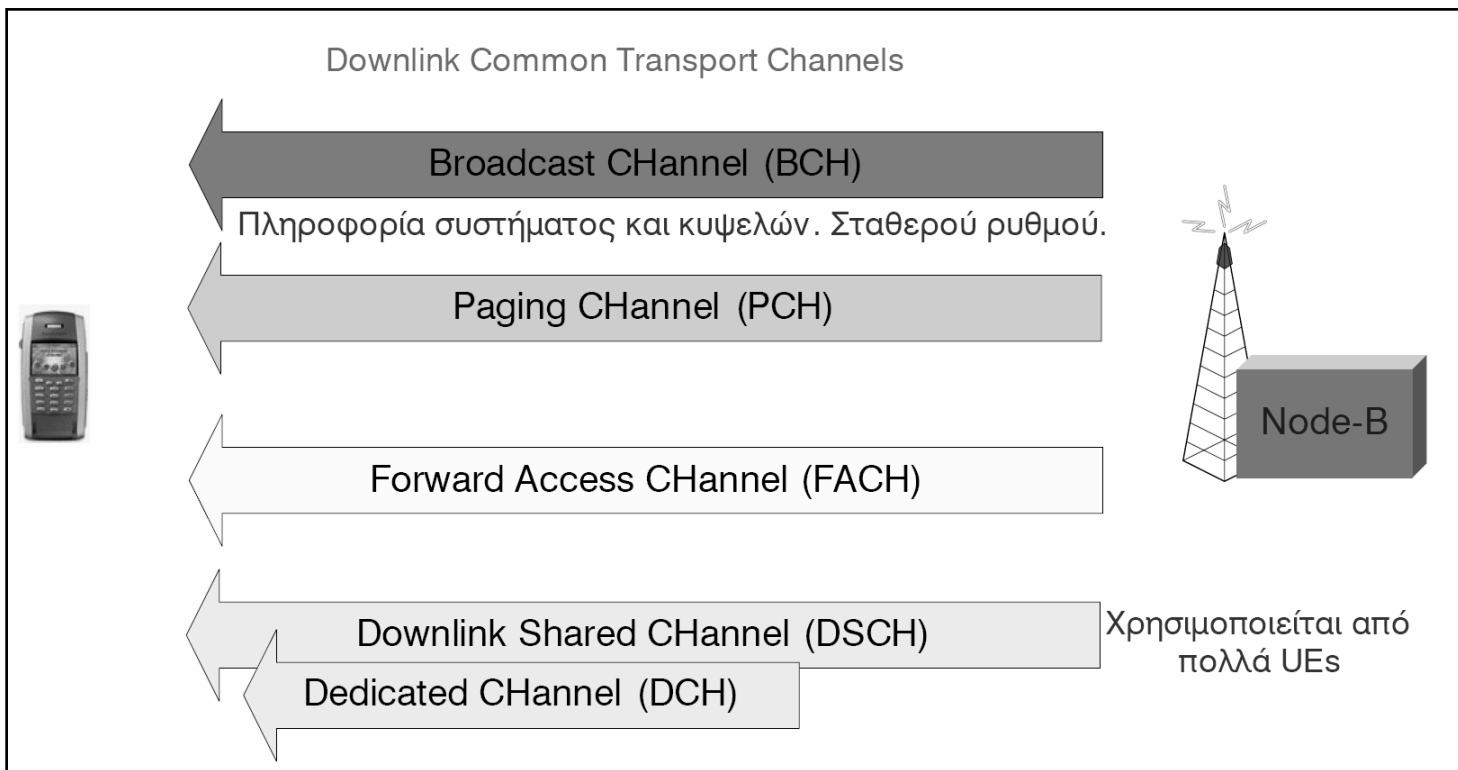 Downlink Common Transport Channels
Broadcast CHannel (BCH)
Πληροφορία συστήματος και κυψελών. Σταθερού ρυθμού.
Paging CHannel (PCH)
Node-B
Forward Access CHannel (FACH)
Downlink Shared CHannel (DSCH)
Χρησιμοποιείται από
πολλά UEs
Dedicated CHannel (DCH)